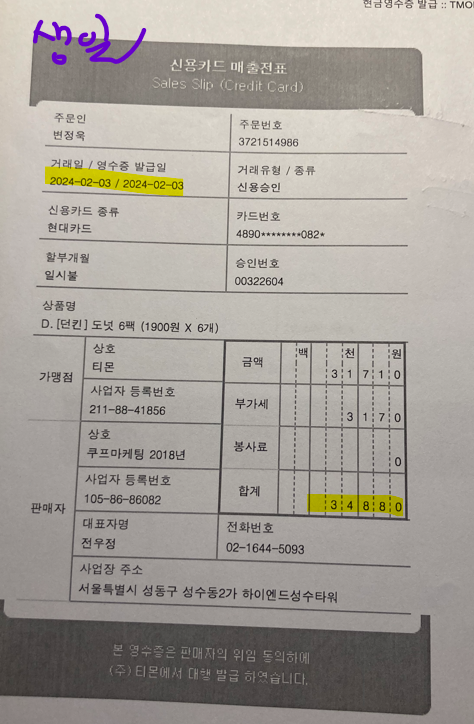 현금영수증 발급 :: TMO
생일
신용카드 매출전표
Sales Slip (Credit Card)
주문인
변정욱
주문번호
3721514986
거래일 / 영수증 발급일
2024-02-03 / 2024-02-03
거래유형 / 종류
신용승인
신용카드 종류
현대카드
카드번호
4890********082*
할부개월
일시불
승인번호
00322604
상품명
D. [던킨] 도넛 6팩 (1900원 X 6개)
가맹점
상호
티몬
사업자 등록번호
211-88-41856
판매자
상호
쿠프마케팅 2018년
사업자 등록번호
105-86-86082
금액
백 천 원
3 1 7 1 0
부가세
3 1 7 0
봉사료
0
합계
3 4 8 8 0
대표자명
전우정
전화번호
02-1644-5093
사업장 주소
서울특별시 성동구 성수동2가 하이엔드성수타워
본 영수증은 판매자의 위임 동의하에
(주) 티몬에서 대행 발급 하였습니다.